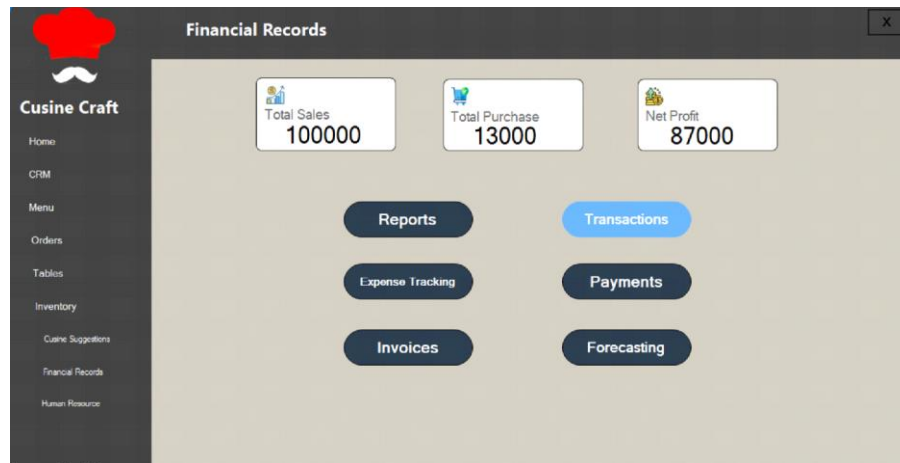 Financial Records
X
Cusine Craft
Home
CRM
Menu
Orders
Tables
Inventory
Cusine Suggestions
Financial Records
Human Resource
Total Sales
100000
Total Purchase
13000
Net Profit
87000
Reports
Transactions
Expense Tracking
Payments
Invoices
Forecasting